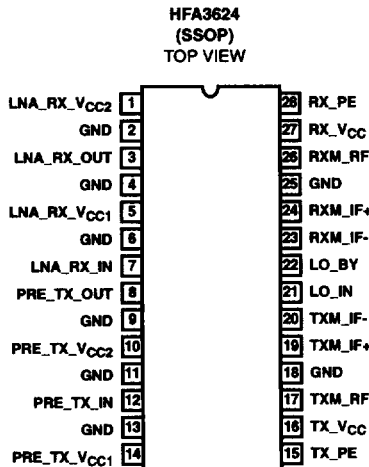 HFA3624
(SSOP)
TOP VIEW
LNA_RX_VCC2 1
GND 2
LNA_RX_OUT 3
GND 4
LNA_RX_VCC1 5
GND 6
LNA_RX_IN 7
PRE_TX_OUT 8
GND 9
PRE_TX_VCC2 10
GND 11
PRE_TX_IN 12
GND 13
PRE_TX_VCC1 14
28 RX_PE
27 RX_VCC
26 RXM_RF
25 GND
24 RXM_IF+
23 RXM_IF-
22 LO_BY
21 LO_IN
20 TXM_IF-
19 TXM_IF+
18 GND
17 TXM_RF
16 TX_VCC
15 TX_PE